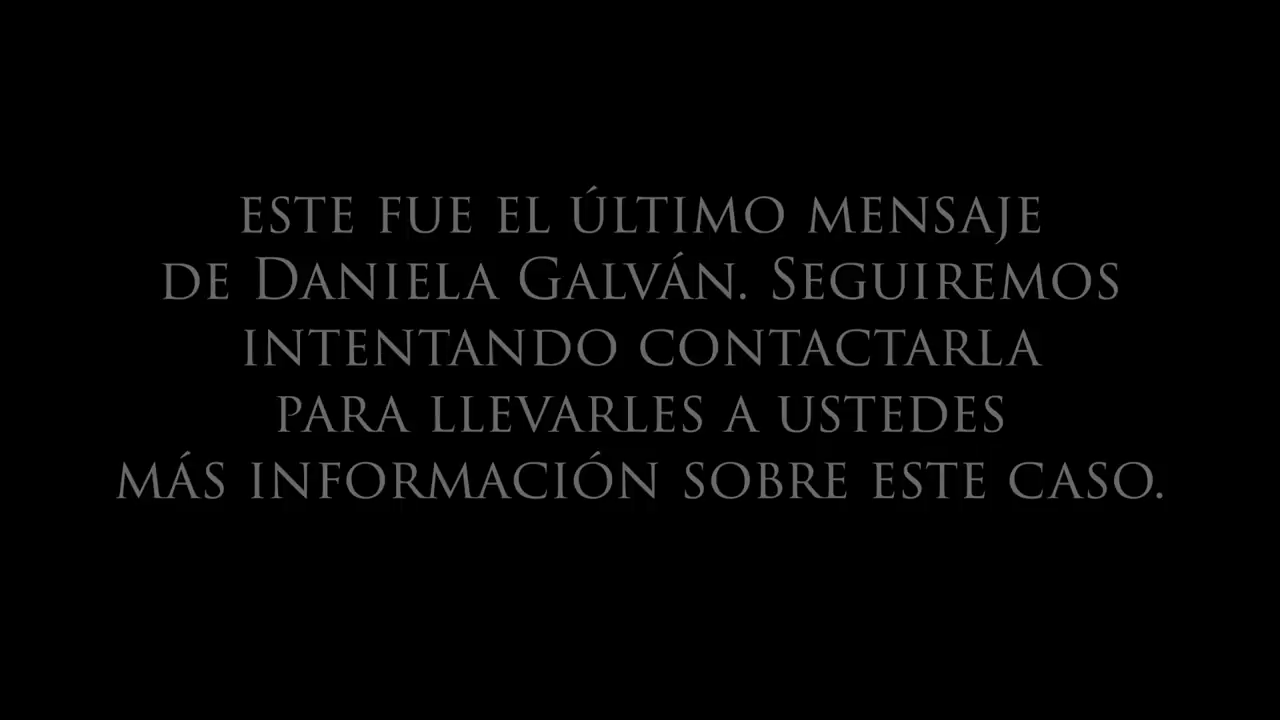 este fue el último mensaje
de Daniela Galván. Seguiremos
intentando contactarla
para llevarles a ustedes
más información sobre este caso.